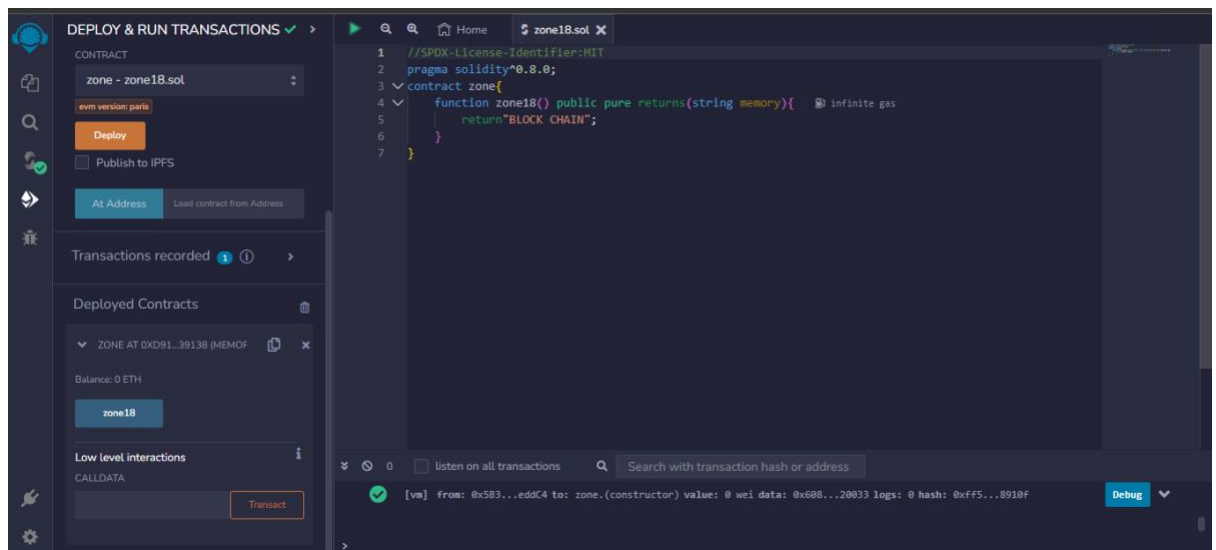 DEPLOY & RUN TRANSACTIONS
CONTRACT
zone - zone18.sol
evm version: paris
Deploy
Publish to IPFS
At Address
Load contract from Address
Transactions recorded 1 i
Deployed Contracts
ZONE AT 0XD91...39138 (MEMOF
Balance: 0 ETH
zone18
Low level interactions i
CALLDATA
Transact
Home
zone18.sol
1 //SPDX-License-Identifier:MIT
2 pragma solidity^0.8.0;
3 contract zone{
4 function zone18() public pure returns(string memory){ infinite gas
5 return"BLOCK CHAIN";
6 }
7 }
0 listen on all transactions Search with transaction hash or address
[vm] from: 0x5B3...eddC4 to: zone.(constructor) value: 0 wei data: 0x608...20033 logs: 0 hash: 0xff5...8910f
Debug
>